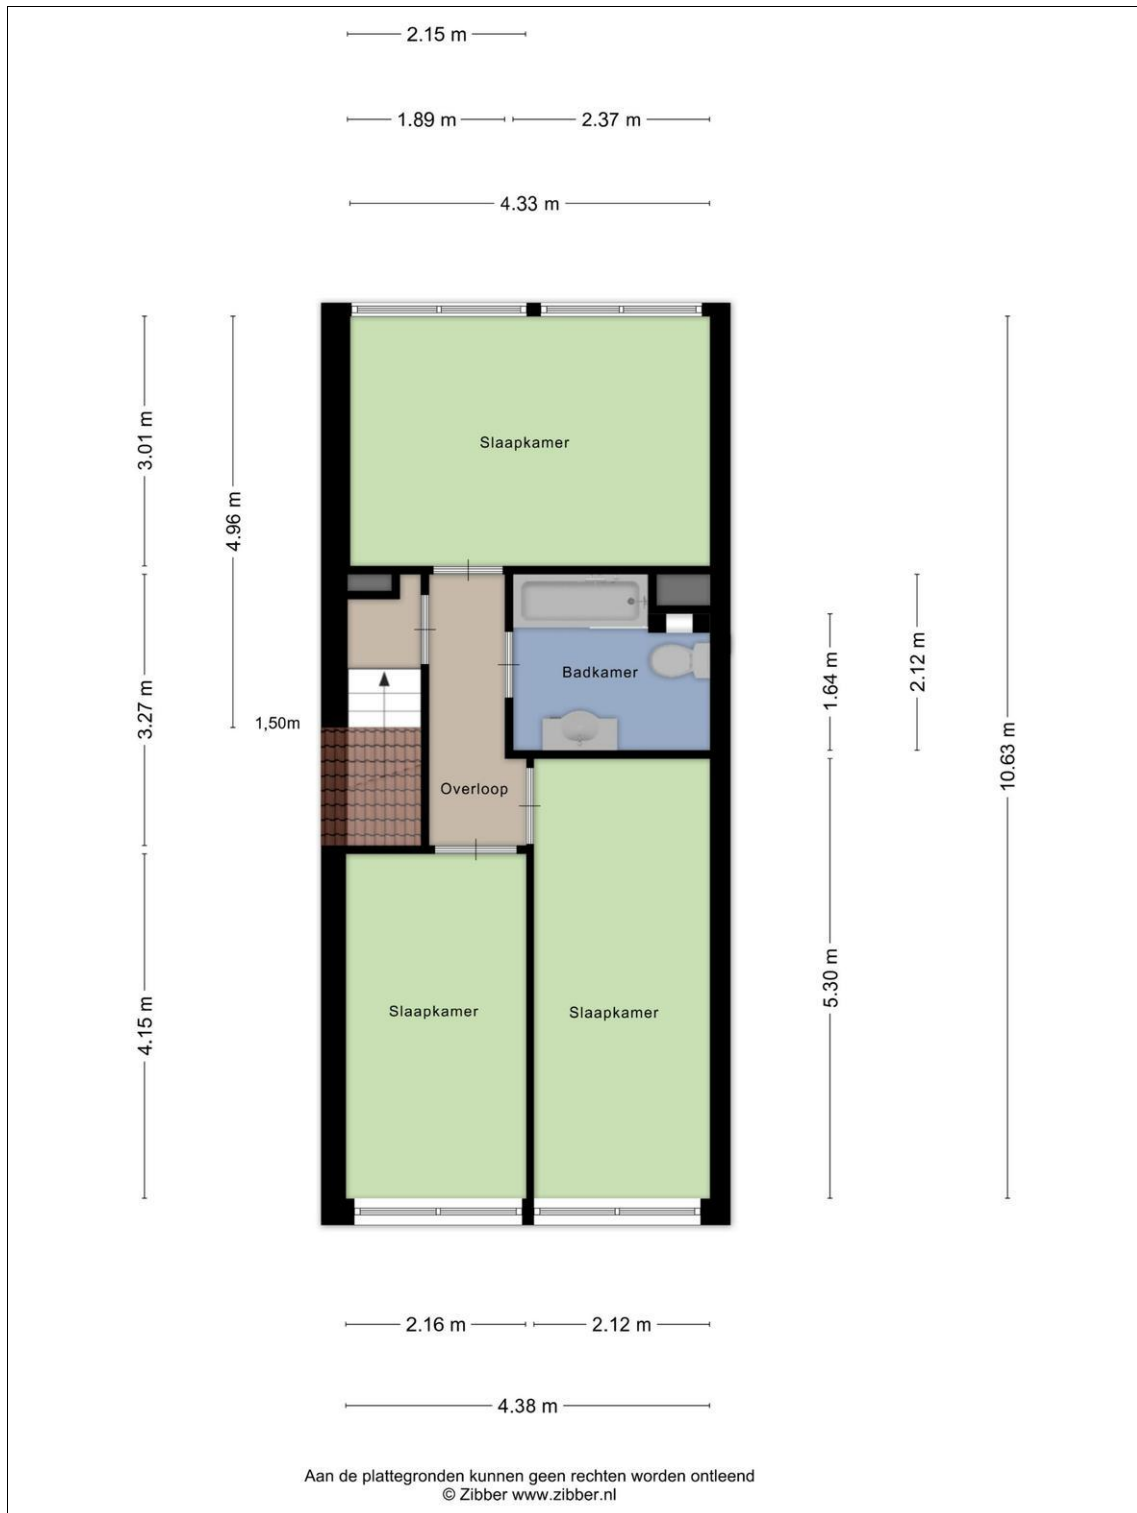 2.15 m
1.89 m
2.37 m
4.33 m
3.01 m
4.96 m
Slaapkamer
3.27 m
1,50m
Badkamer
1.64 m
2.12 m
10.63 m
Overloop
4.15 m
Slaapkamer
Slaapkamer
5.30 m
2.16 m
2.12 m
4.38 m
Aan de plattegronden kunnen geen rechten worden ontleend
© Zibber www.zibber.nl